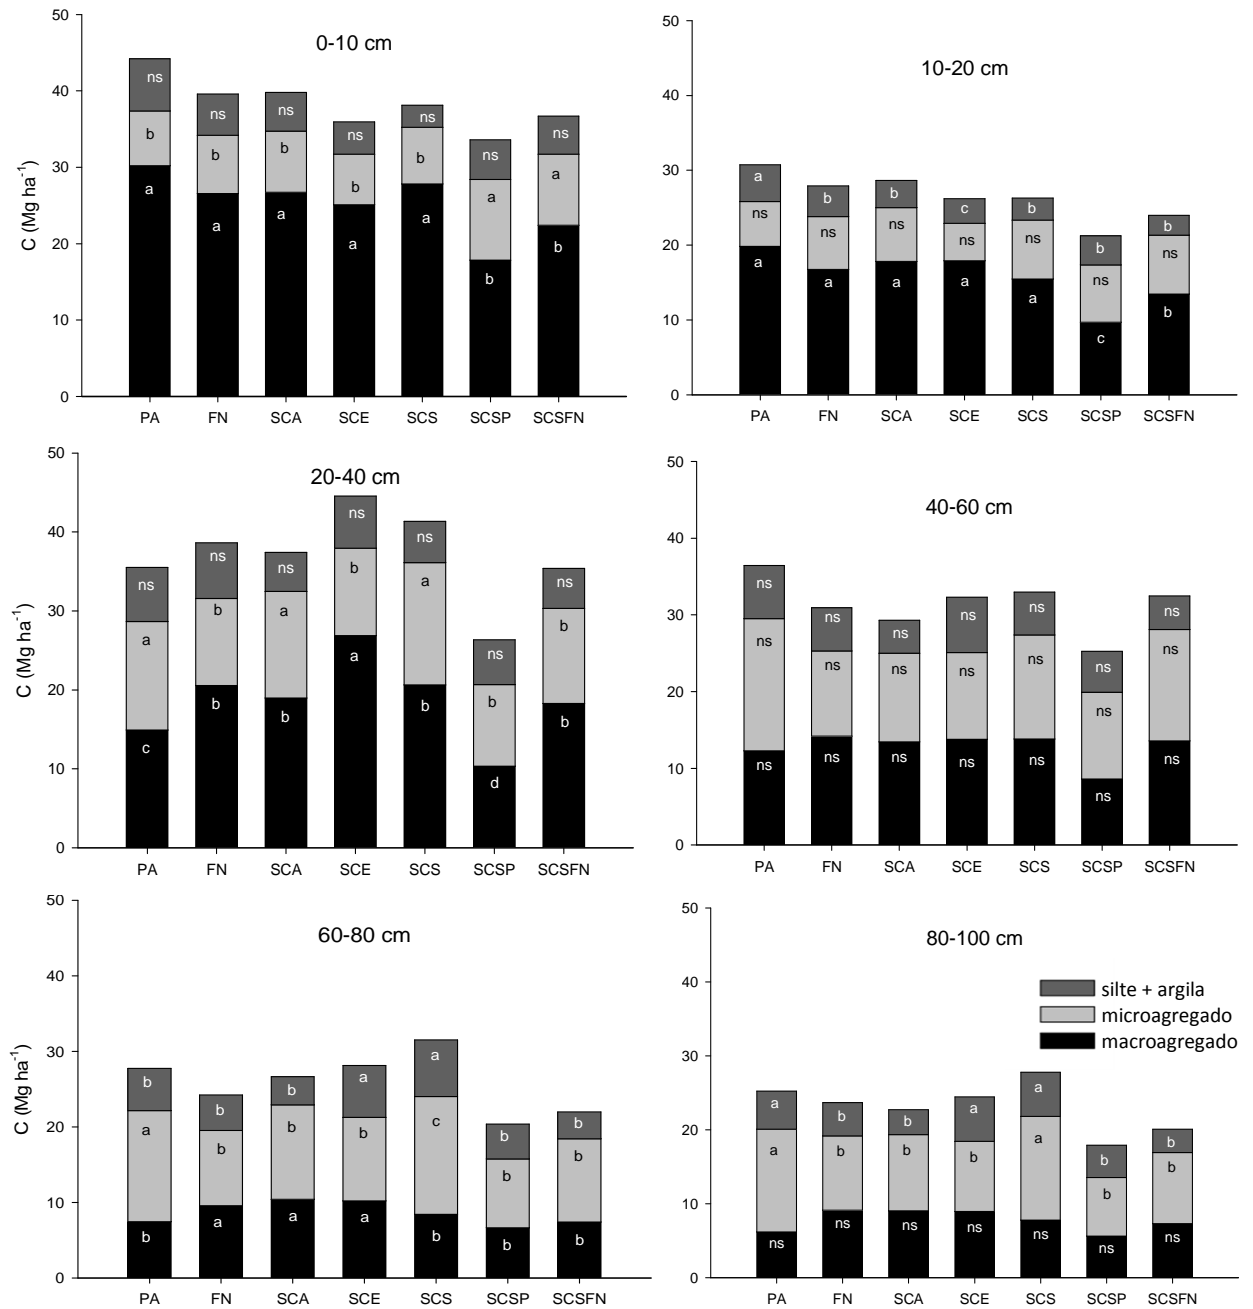 0-10 cm
C (Mg ha-1)
50
40
30
20
10
0
ns ns ns ns ns ns ns
b b b b b a a
a a a a a b b
PA FN SCA SCE SCS SCSP SCSFN
10-20 cm
50
40
30
20
10
0
a b b c b b b
ns ns ns ns ns ns ns
a a a a a c b
PA FN SCA SCE SCS SCSP SCSFN
20-40 cm
C (Mg ha-1)
50
40
30
20
10
0
ns ns ns ns ns ns ns
a b a b a b b
c b b a b d b
PA FN SCA SCE SCS SCSP SCSFN
40-60 cm
50
40
30
20
10
0
ns ns ns ns ns ns ns
ns ns ns ns ns ns ns
ns ns ns ns ns ns ns
PA FN SCA SCE SCS SCSP SCSFN
60-80 cm
C (Mg ha-1)
50
40
30
20
10
0
b b b a a b b
a b b b c b b
b a a a b b b
PA FN SCA SCE SCS SCSP SCSFN
80-100 cm
50
40
30
20
10
0
silte + argila
microagregado
macroagregado
a b b a a b b
a b b b a b b
ns ns ns ns ns ns ns
PA FN SCA SCE SCS SCSP SCSFN